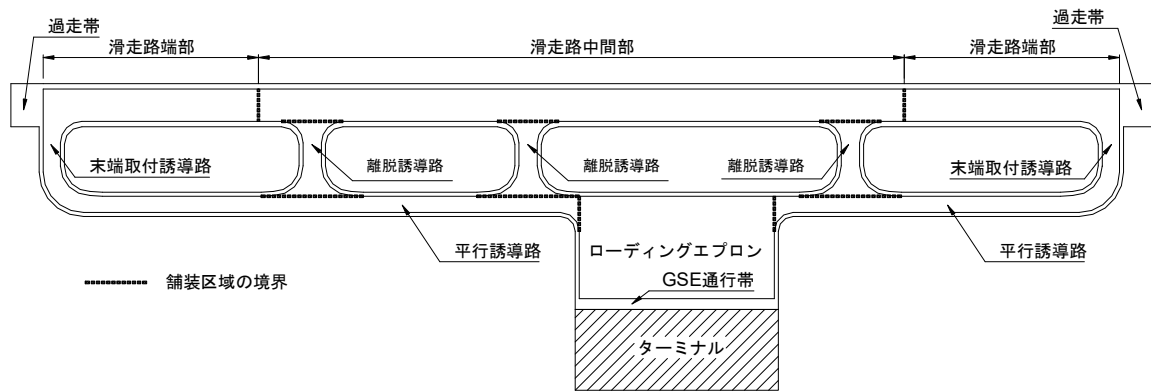 過走帯
過走帯
滑走路端部
滑走路中間部
滑走路端部
末端取付誘導路
離脱誘導路
離脱誘導路
離脱誘導路
末端取付誘導路
平行誘導路
ローディングエプロン
平行誘導路
GSE通行帯
舗装区域の境界
ターミナル